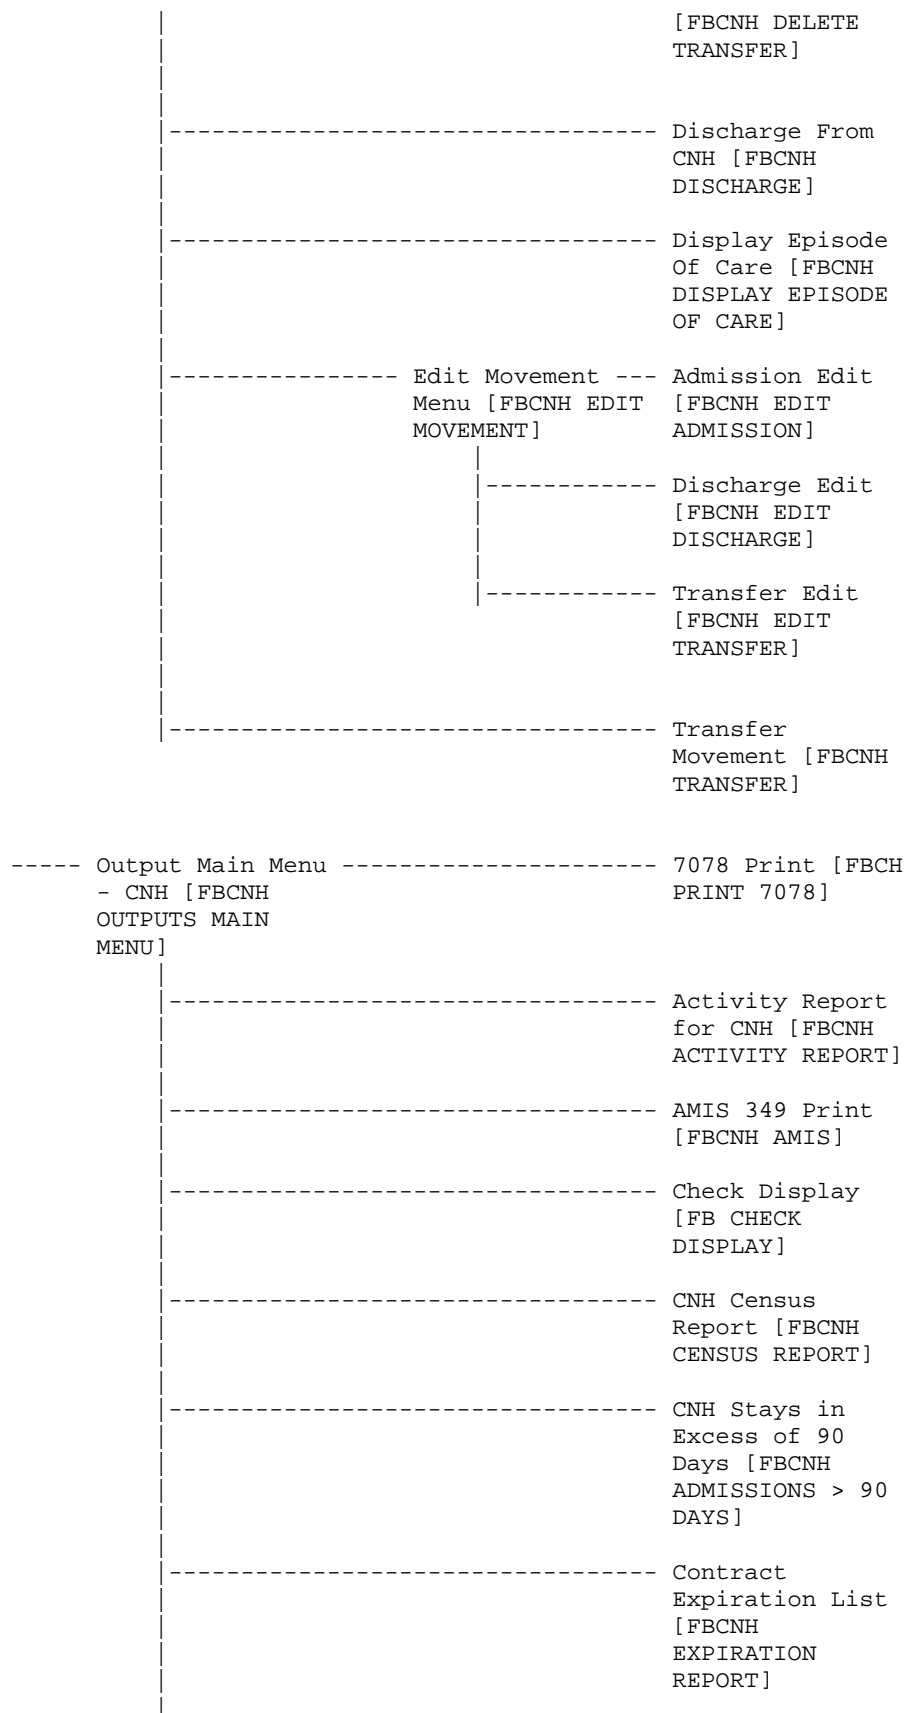 [FBCNH DELETE
TRANSFER]
|---------------------------------- Discharge From
CNH [FBCNH
DISCHARGE]
|---------------------------------- Display Episode
Of Care [FBCNH
DISPLAY EPISODE
OF CARE]
|---------------- Edit Movement --- Admission Edit
Menu [FBCNH EDIT [FBCNH EDIT
MOVEMENT] ADMISSION]
|------------ Discharge Edit
[FBCNH EDIT
DISCHARGE]
|------------ Transfer Edit
[FBCNH EDIT
TRANSFER]
|---------------------------------- Transfer
Movement [FBCNH
TRANSFER]
----- Output Main Menu ---------------------- 7078 Print [FBCH
- CNH [FBCNH PRINT 7078]
OUTPUTS MAIN
MENU]
|---------------------------------- Activity Report
for CNH [FBCNH
ACTIVITY REPORT]
|---------------------------------- AMIS 349 Print
[FBCNH AMIS]
|---------------------------------- Check Display
[FB CHECK
DISPLAY]
|---------------------------------- CNH Census
Report [FBCNH
CENSUS REPORT]
|---------------------------------- CNH Stays in
Excess of 90
Days [FBCNH
ADMISSIONS > 90
DAYS]
|---------------------------------- Contract
Expiration List
[FBCNH
EXPIRATION
REPORT]